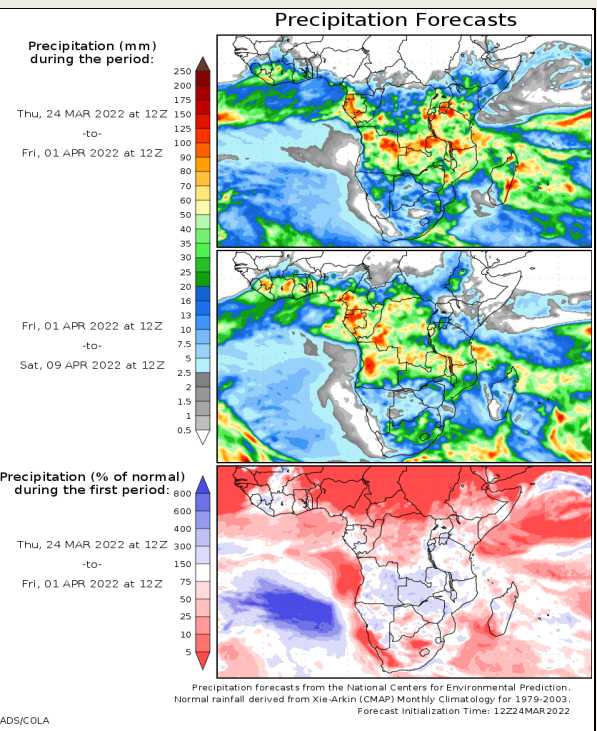 Precipitation Forecasts
Precipitation (mm)
during the period:
Thu, 24 MAR 2022 at 12Z
-to-
Fri, 01 APR 2022 at 12Z
250
200
175
150
125
100
90
80
70
60
50
40
35
30
25
20
16
13
10
7.5
5
2.5
2
1.5
1
0.5
Fri, 01 APR 2022 at 12Z
-to-
Sat, 09 APR 2022 at 12Z
Precipitation (% of normal)
during the first period:
Thu, 24 MAR 2022 at 12Z
-to-
Fri, 01 APR 2022 at 12Z
800
600
400
300
150
75
50
25
10
5
Precipitation forecasts from the National Centers for Environmental Prediction.
Normal rainfall derived from Xie-Arkin (CMAP) Monthly Climatology for 1979-2003.
Forecast Initialization Time: 12Z24MAR2022
ADS/COLA